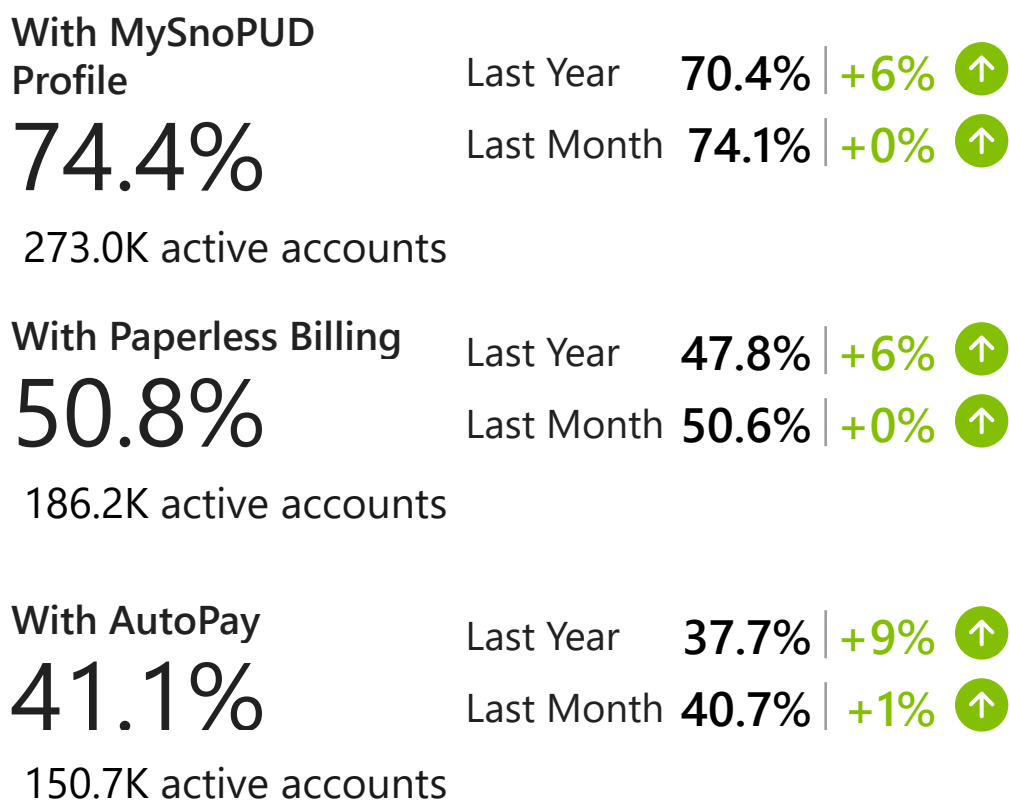 With MySnoPUD
Profile
74.4%
273.0K active accounts
Last Year 70.4% +6%
Last Month 74.1% +0%
With Paperless Billing
50.8%
186.2K active accounts
Last Year 47.8% +6%
Last Month 50.6% +0%
With AutoPay
41.1%
150.7K active accounts
Last Year 37.7% +9%
Last Month 40.7% +1%